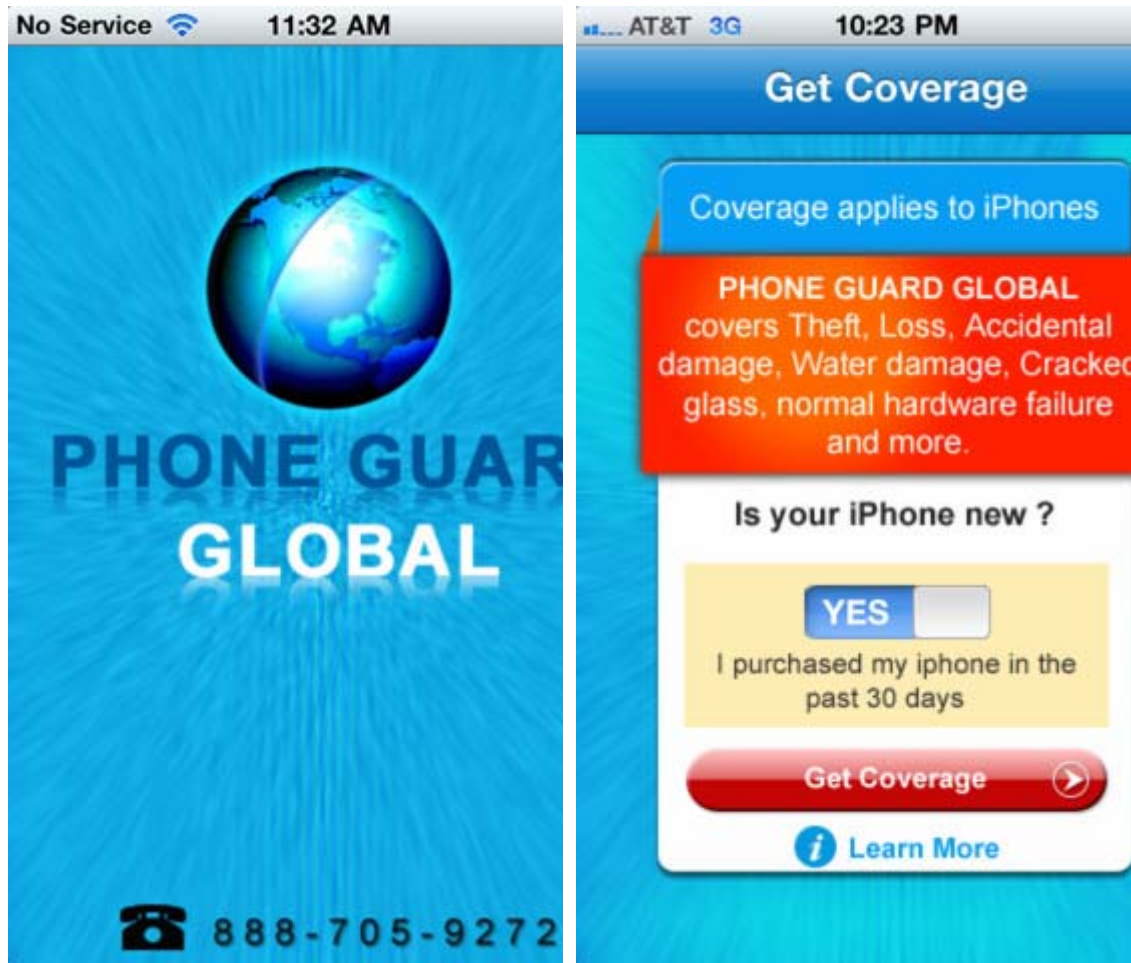 No Service 11:32 AM
PHONE GUAR
GLOBAL
888-705-9272
AT&T 3G 10:23 PM
Get Coverage
Coverage applies to iPhones
PHONE GUARD GLOBAL
covers Theft, Loss, Accidental
damage, Water damage, Cracked
glass, normal hardware failure
and more.
Is your iPhone new ?
YES
I purchased my iphone in the
past 30 days
Get Coverage
i Learn More